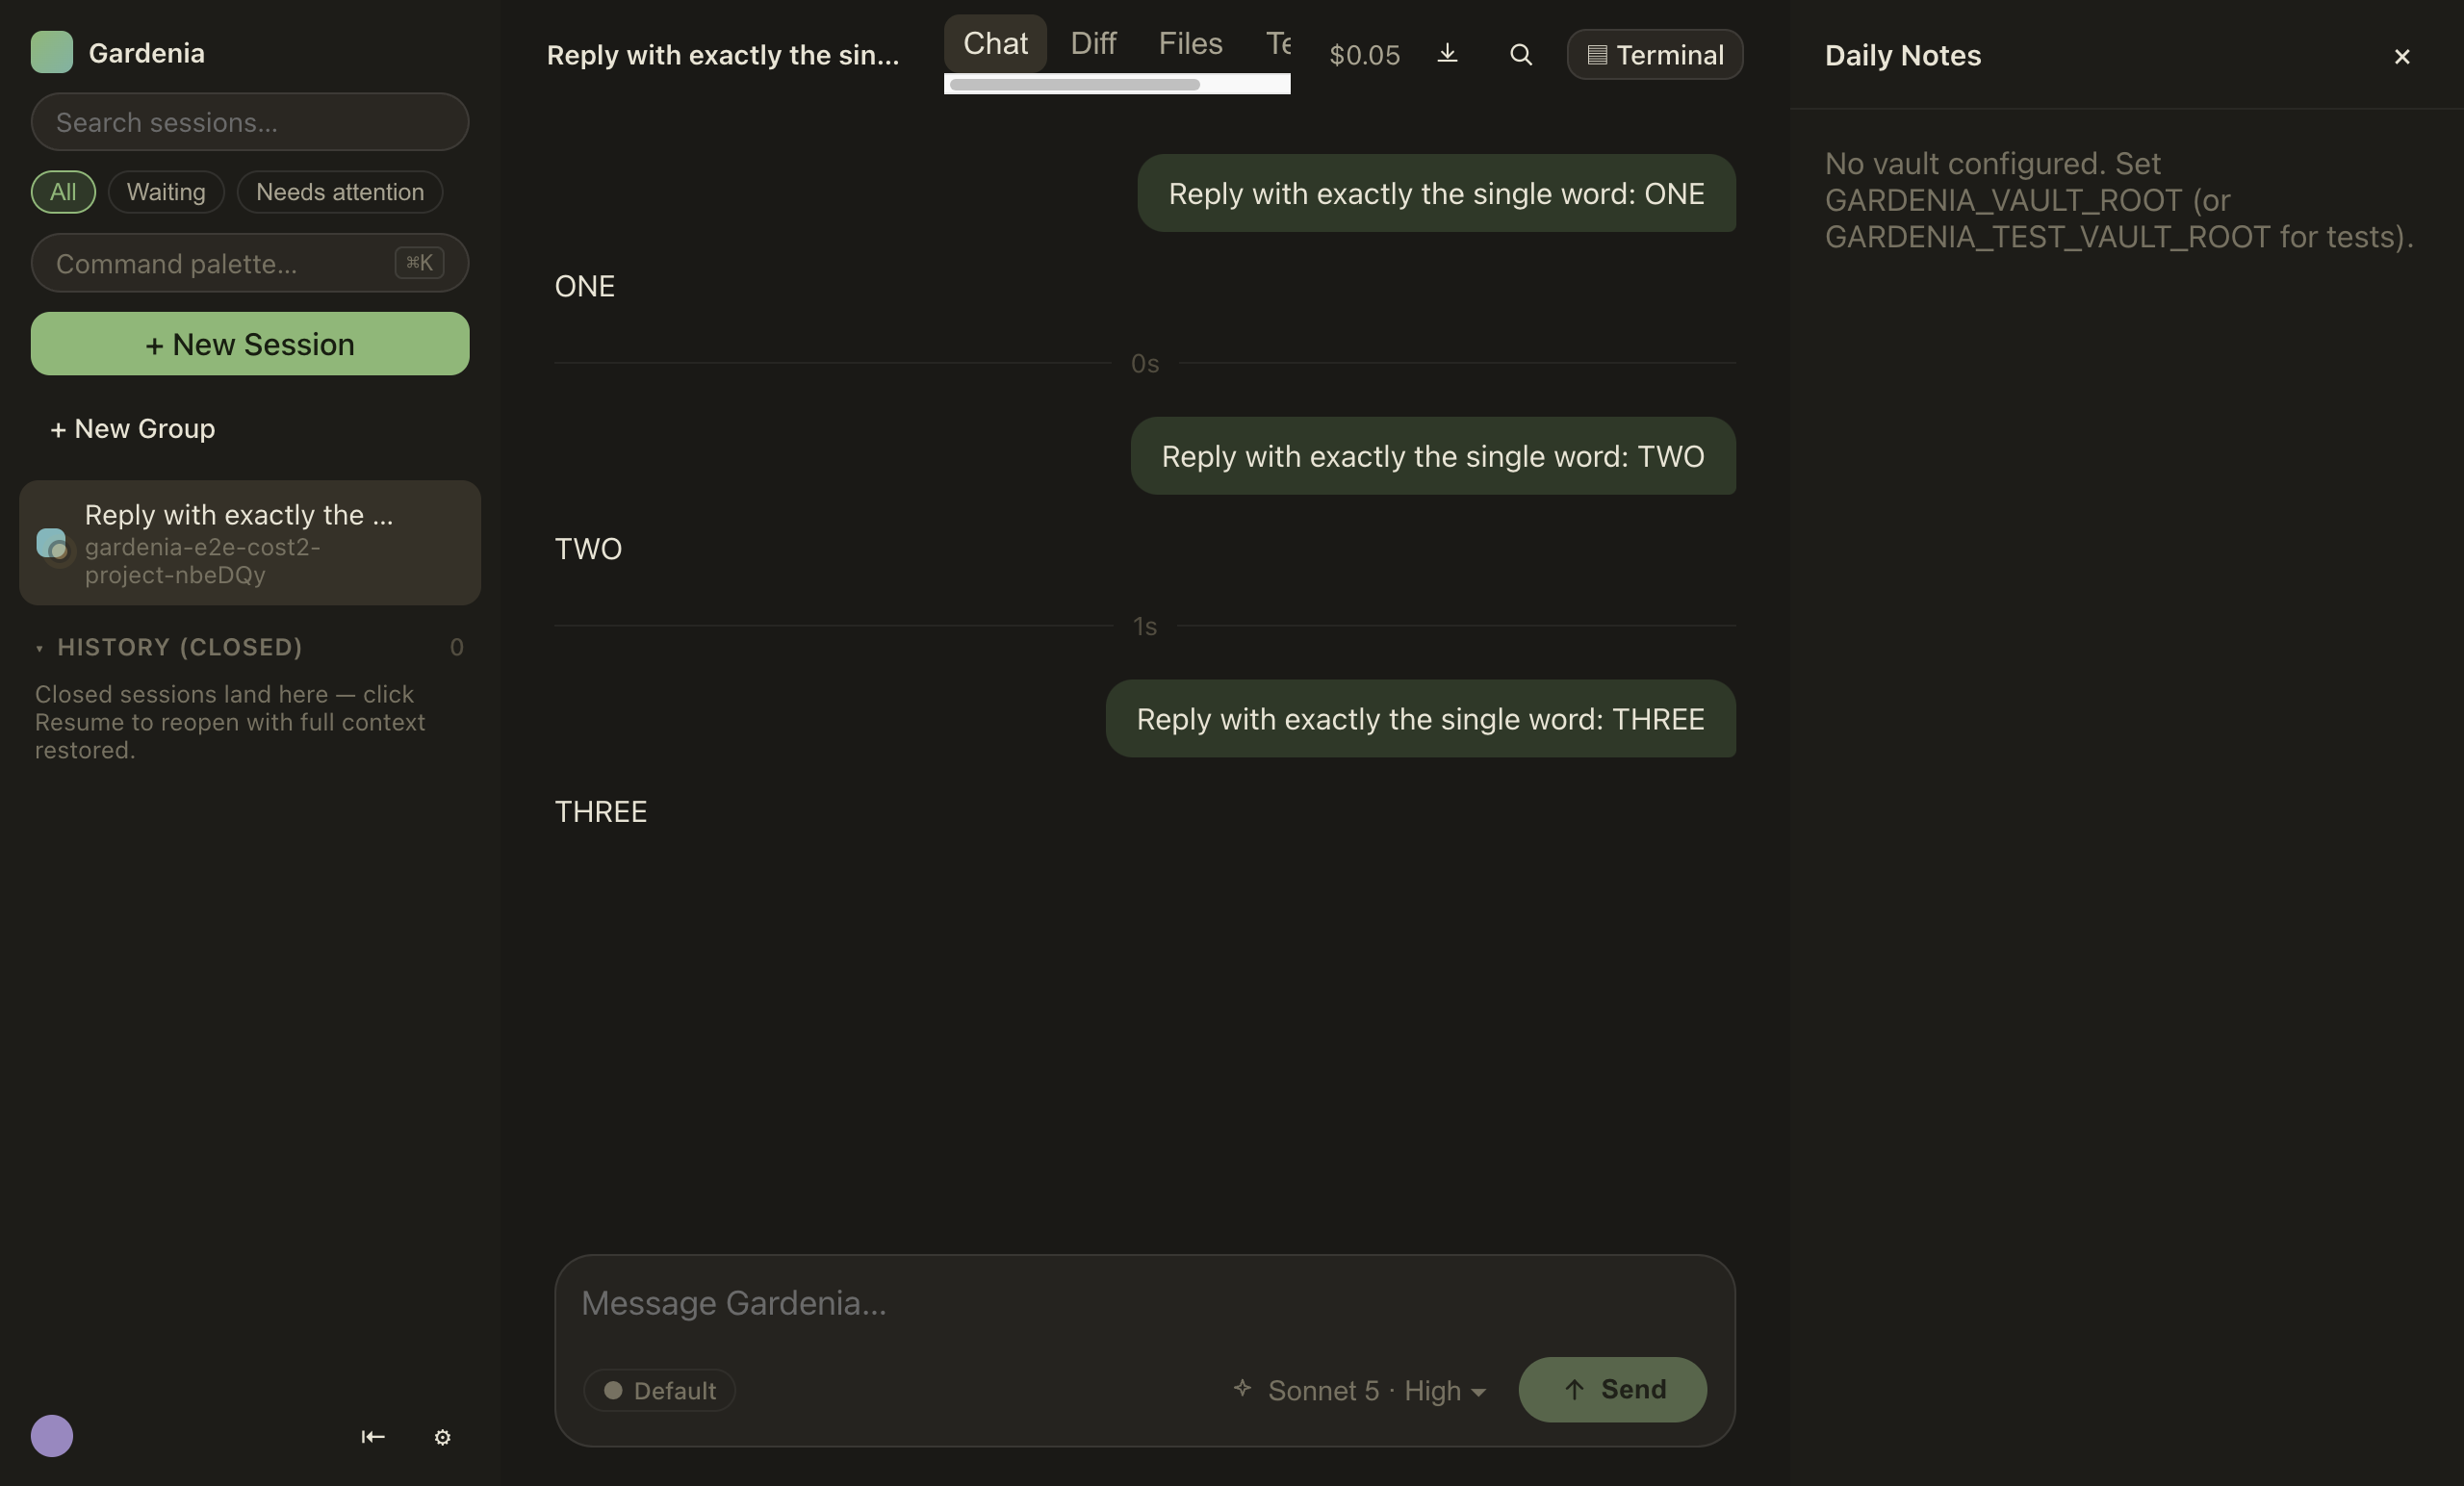 Gardenia
Search sessions...
All
Waiting
Needs attention
Command palette...
⌘K
+ New Session
+ New Group
Reply with exactly the ...
gardenia-e2e-cost2-
project-nbeDQy
HISTORY (CLOSED)
0
Closed sessions land here — click
Resume to reopen with full context
restored.
Reply with exactly the sin...
Chat
Diff
Files
$0.05
Terminal
Reply with exactly the single word: ONE
ONE
0s
Reply with exactly the single word: TWO
TWO
1s
Reply with exactly the single word: THREE
THREE
Message Gardenia...
Default
Sonnet 5 · High
Send
Daily Notes
No vault configured. Set
GARDENIA_VAULT_ROOT (or
GARDENIA_TEST_VAULT_ROOT for tests).